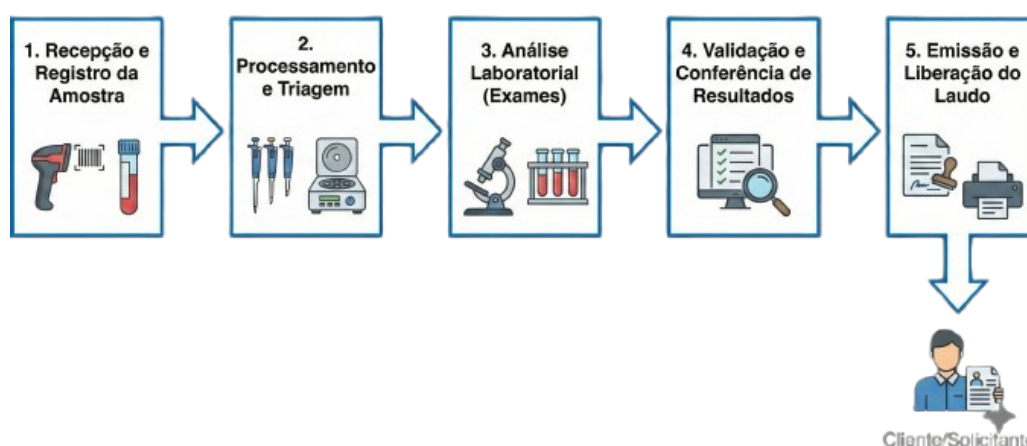 1. Recepção e
Registro da
Amostra
2.
Processamento
e Triagem
3. Análise
Laboratorial
(Exames)
4. Validação e
Conferência de
Resultados
5. Emissão e
Liberação do
Laudo
Cliente/Solicitante